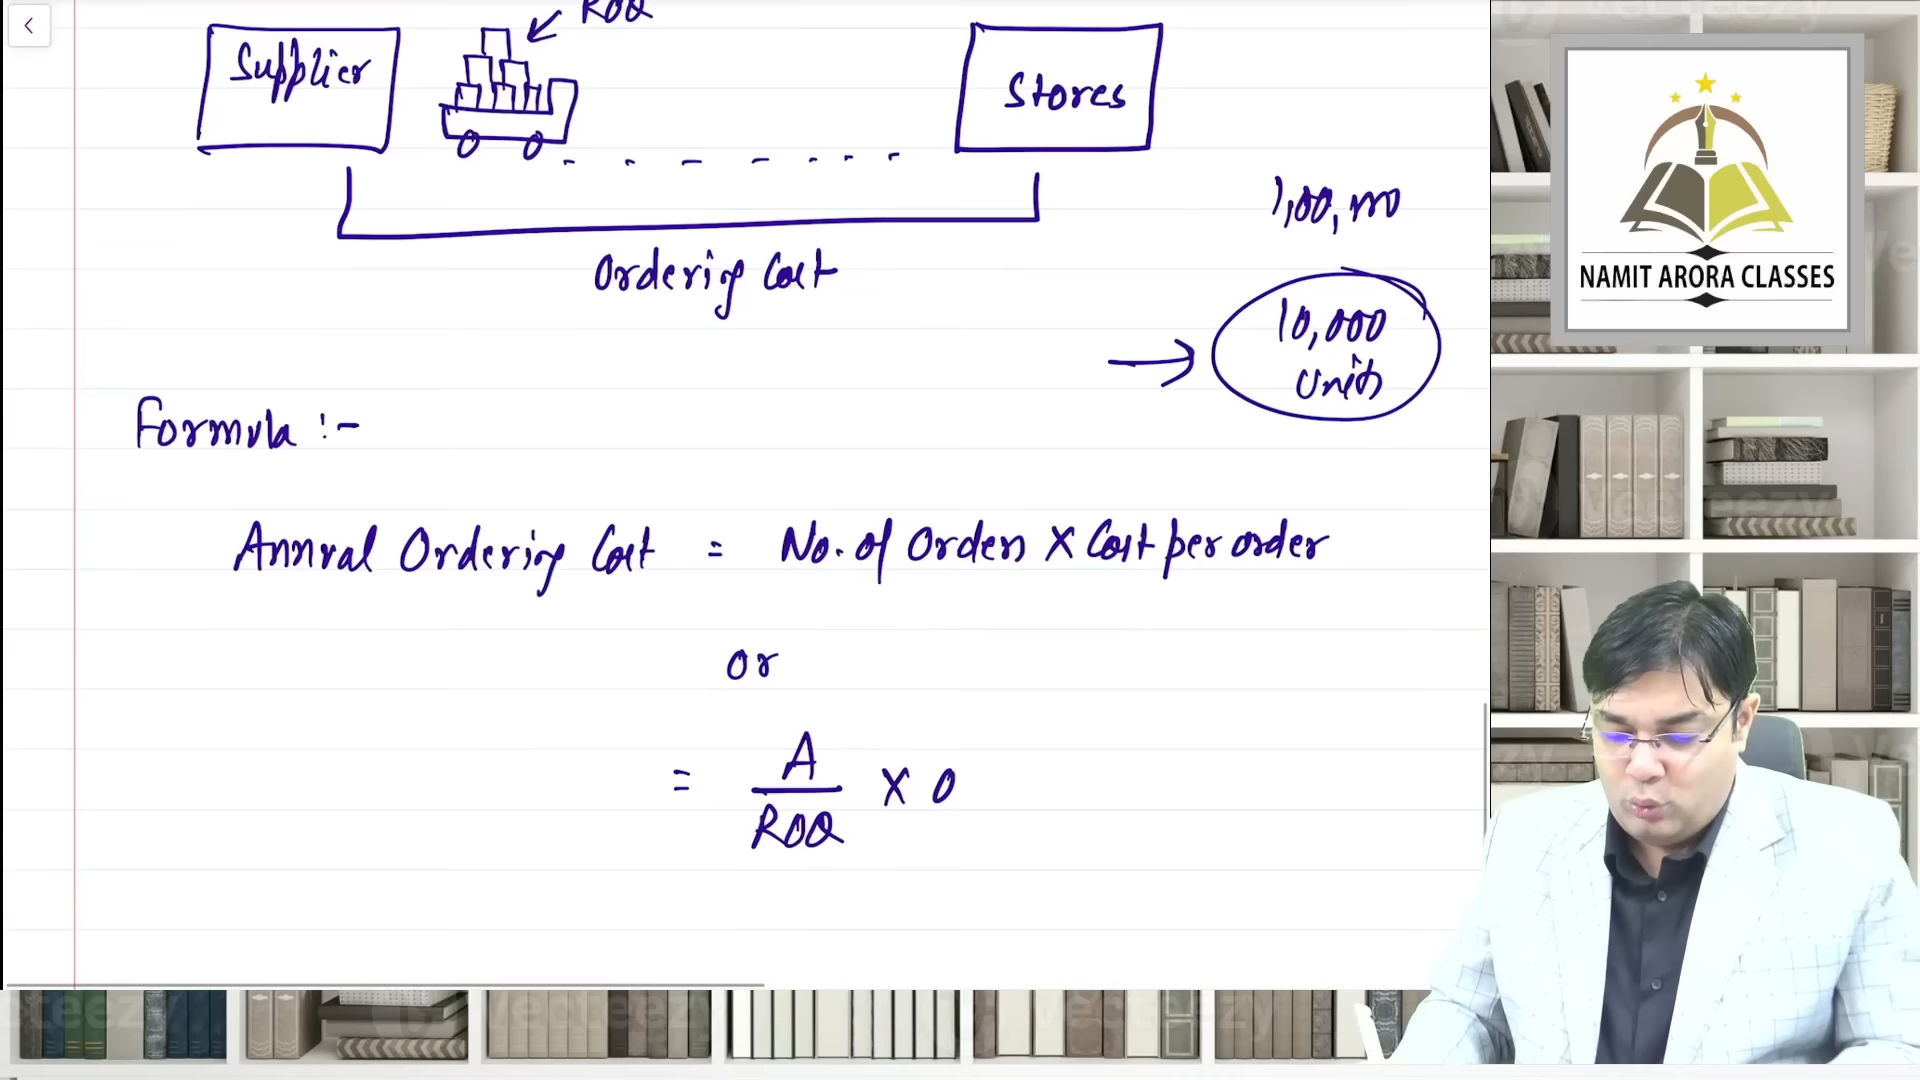 ROQ
Supplier
Stores
Ordering Cost
1,00,000
10,000
Units
Formula :-
Annual Ordering Cost = No. of Orders X Cost per order
or
= A
ROQ X O
NAMIT ARORA CLASSES